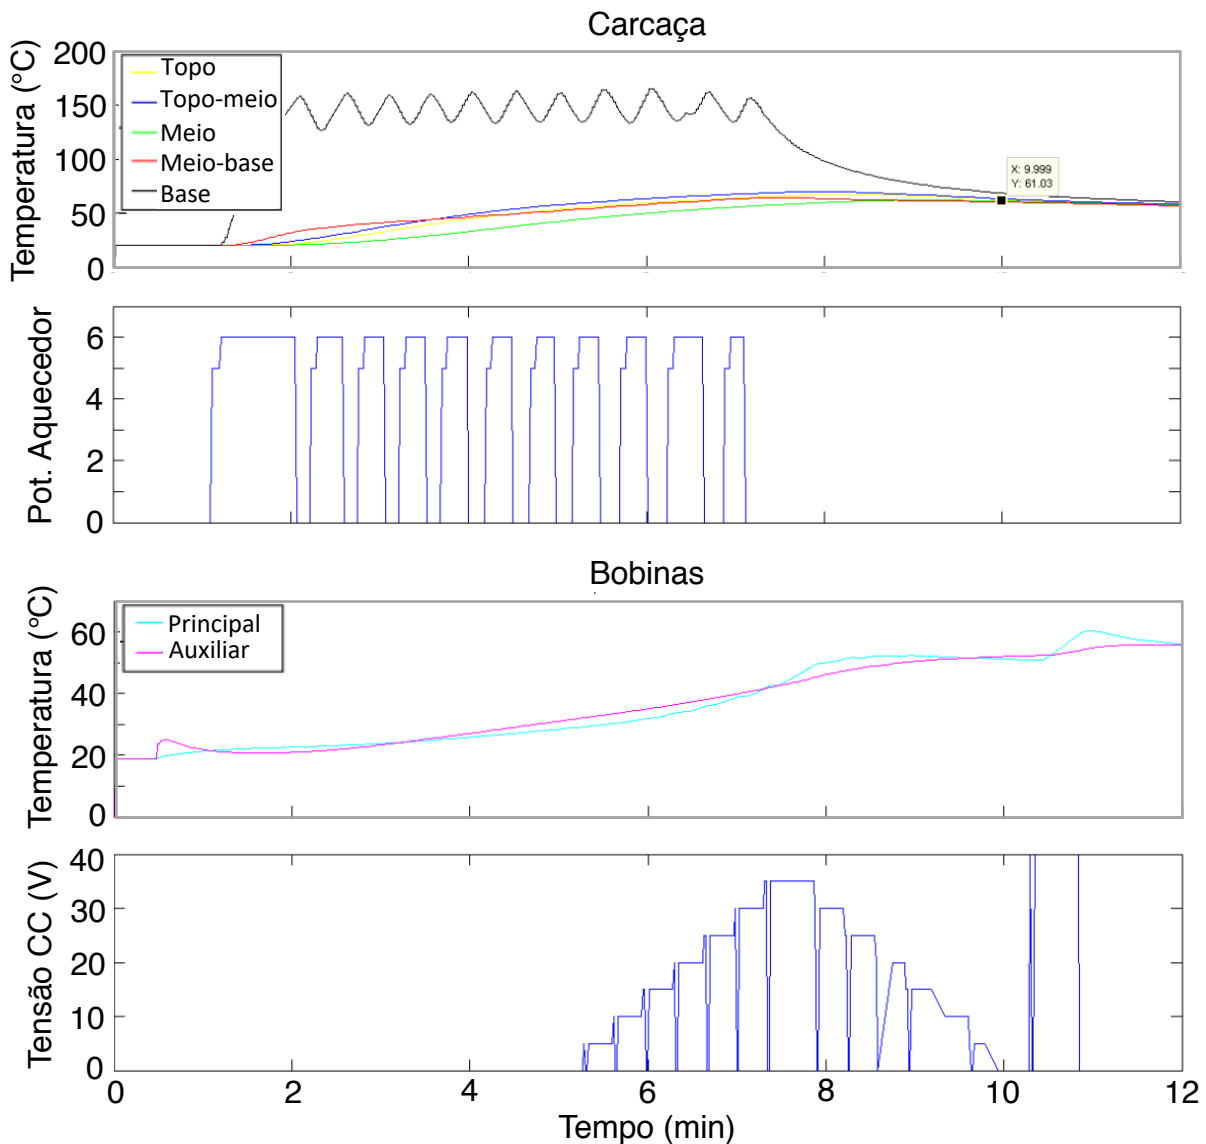 Carcaça
Temperatura (°C)
200
150
100
50
0
Topo
Topo-meio
Meio
Meio-base
Base
X: 9.999
Y: 61.03
Pot. Aquecedor
6
4
2
0
Bobinas
Temperatura (°C)
60
40
20
0
Principal
Auxiliar
Tensão CC (V)
40
30
20
10
0
0 2 4 6 8 10 12
Tempo (min)